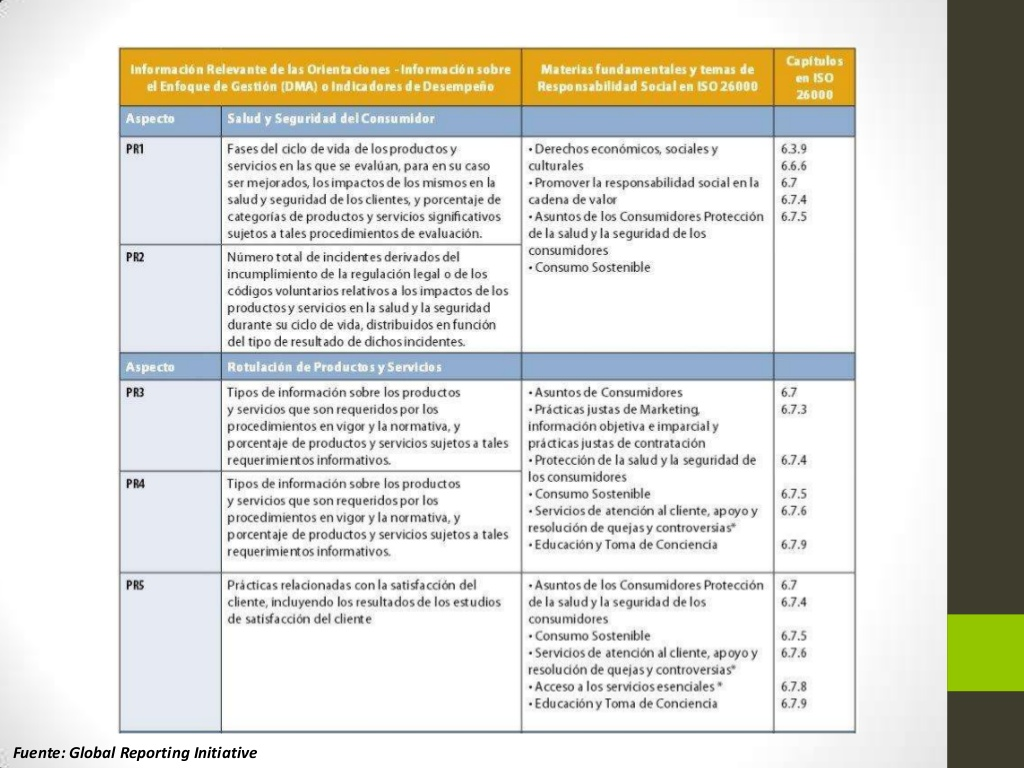 Información Relevante de las Orientaciones - Información sobre
el Enfoque de Gestión (DMA) o Indicadores de Desempeño
Materias fundamentales y temas de
Responsabilidad Social en ISO 26000
Capítulos
en ISO
26000
Aspecto
Salud y Seguridad del Consumidor
PR1
Fases del ciclo de vida de los productos y
servicios en las que se evalúan, para en su caso
ser mejorados, los impactos de los mismos en la
salud y seguridad de los clientes, y porcentaje de
categorías de productos y servicios significativos
sujetos a tales procedimientos de evaluación.
PR2
Número total de incidentes derivados del
incumplimiento de la regulación legal o de los
códigos voluntarios relativos a los impactos de los
productos y servicios en la salud y la seguridad
durante su ciclo de vida, distribuidos en función
del tipo de resultado de dichos incidentes.
• Derechos económicos, sociales y
culturales
• Promover la responsabilidad social en la
cadena de valor
• Asuntos de los Consumidores Protección
de la salud y la seguridad de los
consumidores
• Consumo Sostenible
6.3.9
6.6.6
6.7
6.7.4
6.7.5
Aspecto
Rotulación de Productos y Servicios
PR3
Tipos de información sobre los productos
y servicios que son requeridos por los
procedimientos en vigor y la normativa, y
porcentaje de productos y servicios sujetos a tales
requerimientos informativos.
PR4
Tipos de información sobre los productos
y servicios que son requeridos por los
procedimientos en vigor y la normativa, y
porcentaje de productos y servicios sujetos a tales
requerimientos informativos.
• Asuntos de Consumidores
• Prácticas justas de Marketing,
información objetiva e imparcial y
prácticas justas de contratación
• Protección de la salud y la seguridad de
los consumidores
• Consumo Sostenible
• Servicios de atención al cliente, apoyo y
resolución de quejas y controversias*
• Educación y Toma de Conciencia
6.7
6.7.3
6.7.4
6.7.5
6.7.6
6.7.9
PR5
Prácticas relacionadas con la satisfacción del
cliente, incluyendo los resultados de los estudios
de satisfacción del cliente
• Asuntos de los Consumidores Protección
de la salud y la seguridad de los
consumidores
• Consumo Sostenible
• Servicios de atención al cliente, apoyo y
resolución de quejas y controversias*
• Acceso a los servicios esenciales *
• Educación y Toma de Conciencia
6.7
6.7.4
6.7.5
6.7.6
6.7.8
6.7.9
Fuente: Global Reporting Initiative